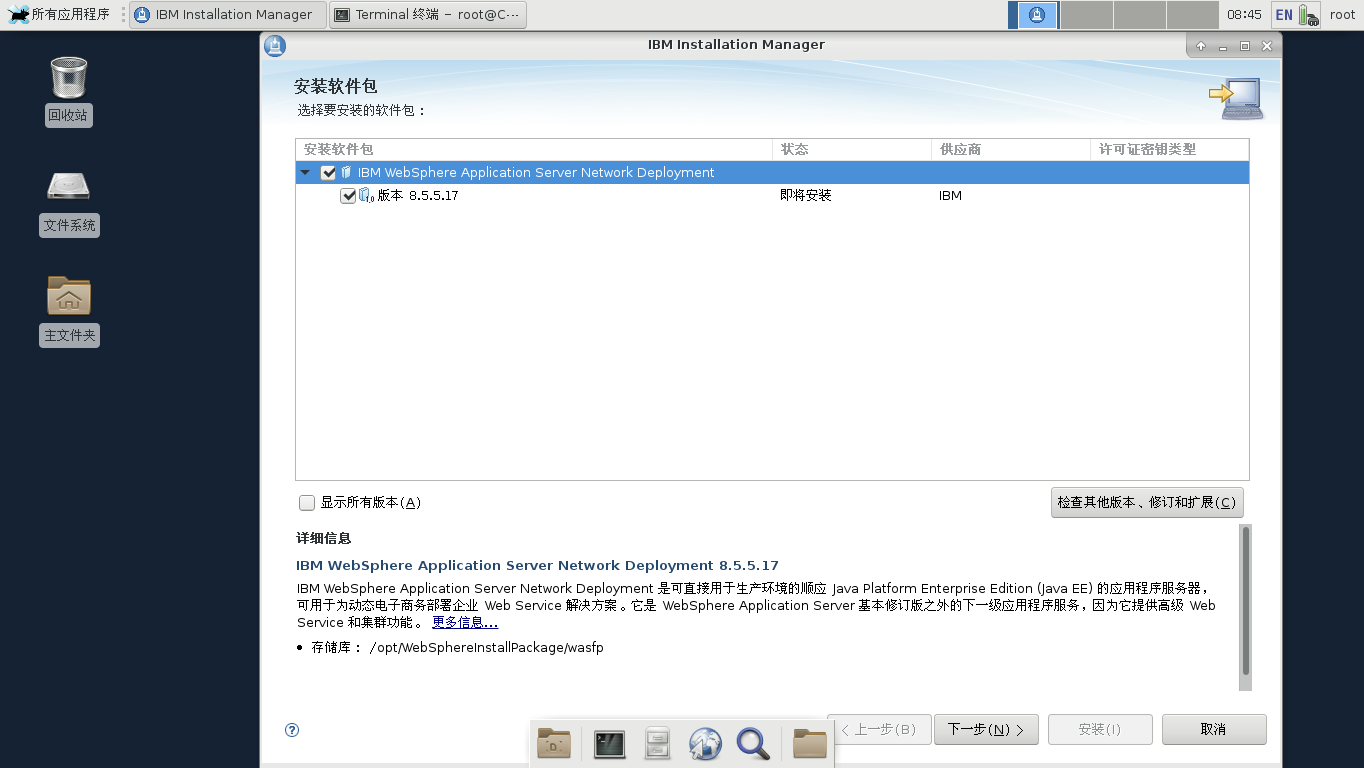 所有应用程序
IBM Installation Manager
Terminal 终端 - root@C···
08:45
EN
root
IBM Installation Manager
回收站
文件系统
主文件夹
安装软件包
选择要安装的软件包：
安装软件包 状态 供应商 许可证密钥类型
IBM WebSphere Application Server Network Deployment
版本 8.5.5.17 即将安装 IBM
显示所有版本(A)
检查其他版本、修订和扩展(C)
详细信息
IBM WebSphere Application Server Network Deployment 8.5.5.17
IBM WebSphere Application Server Network Deployment 是可直接用于生产环境的顺应 Java Platform Enterprise Edition (Java EE) 的应用程序服务器，
可用于为动态电子商务部署企业 Web Service 解决方案。它是 WebSphere Application Server 基本修订版之外的下一级应用程序服务，因为它提供高级 Web
Service 和集群功能。 更多信息...
• 存储库： /opt/WebSphereInstallPackage/wasfp
< 上一步(B)
下一步(N) >
安装(I)
取消